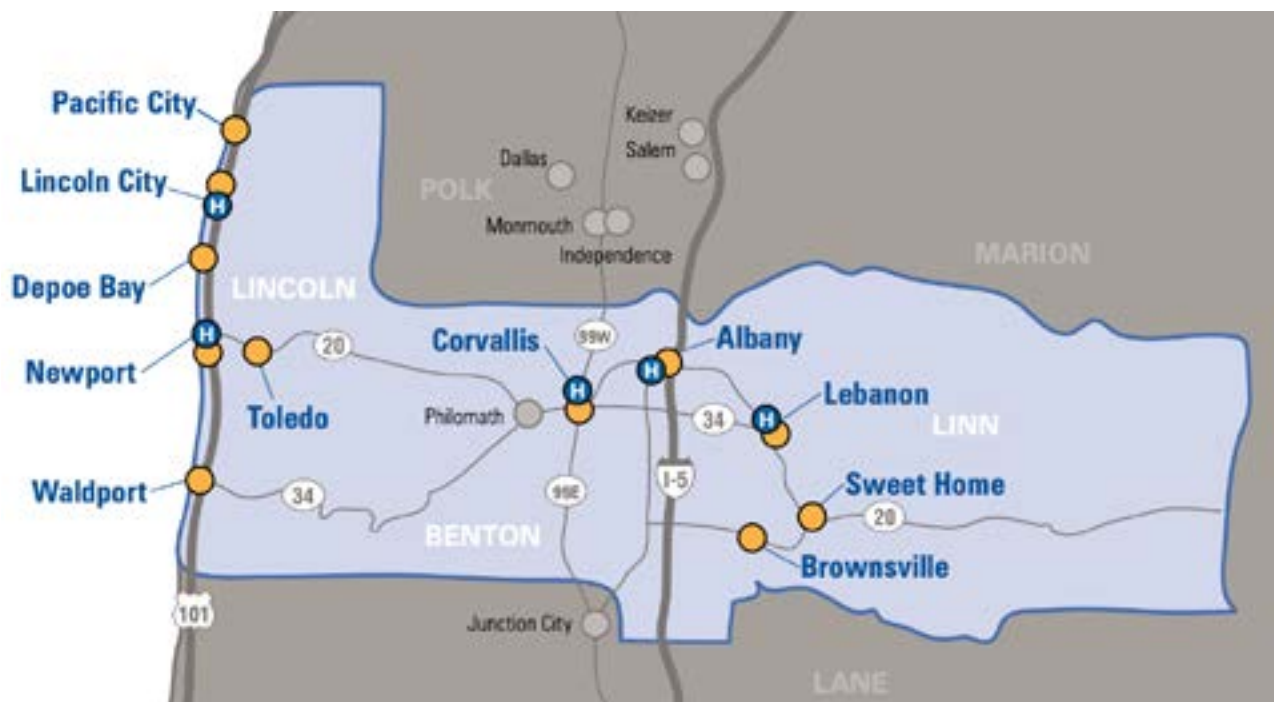 Pacific City
Keizer
Salem
Dallas
Lincoln City
POLK
Monmouth
Independence
MARION
Depoe Bay
LINCOLN
H
H
99W
Albany
Corvallis
20
Newport
H
H
Toledo
Philomath
34
H
Lebanon
LINN
I-5
Sweet Home
Waldport
34
99E
20
BENTON
Brownsville
101
Junction City
LANE